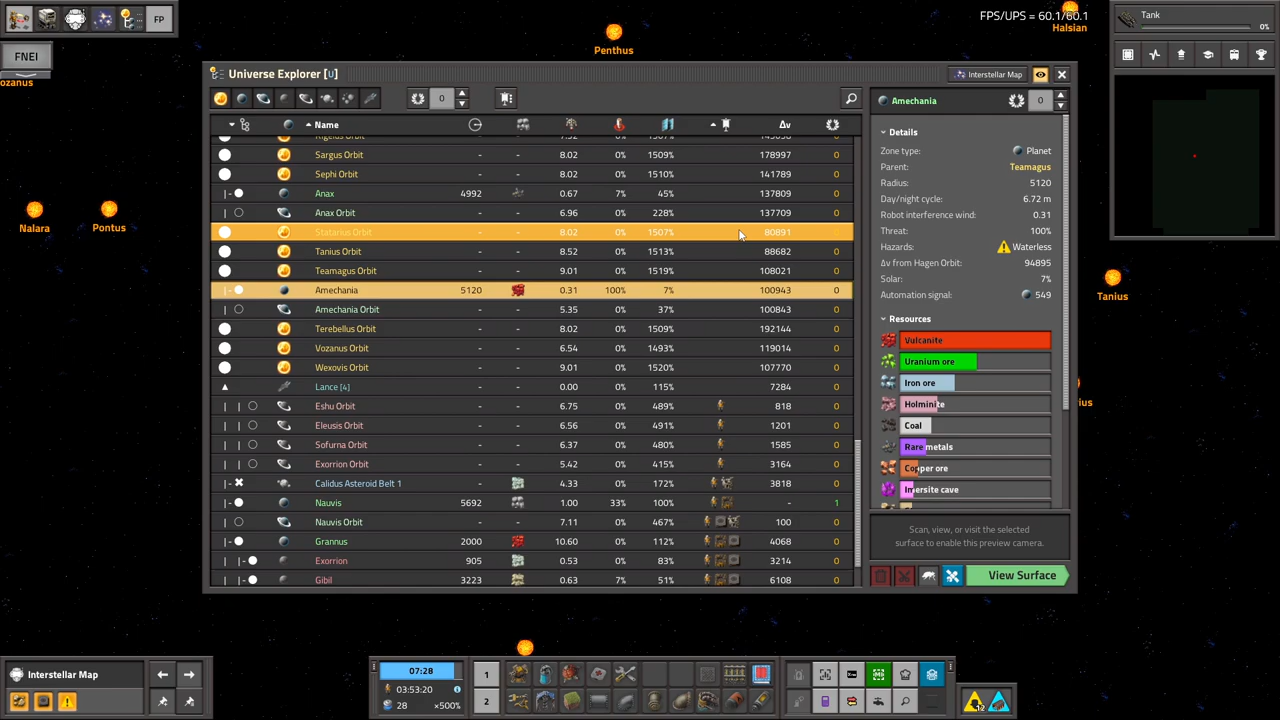 FP
FPS/UPS = 60.1/60.1
Halsian
Tank
0%
FNEI
ozanus
Penthus
Universe Explorer [U]
Interstellar Map
0
Amechania
0
Name
Δv
Sargus Orbit - - 8.02 0% 1509% 178997 0
Sephi Orbit - - 8.02 0% 1510% 141789 0
Anax 4992 0.67 7% 45% 137809 0
Anax Orbit - - 6.96 0% 228% 137709 0
Statarius Orbit - - 8.02 0% 1507% 80891 0
Tanius Orbit - - 8.52 0% 1513% 88682 0
Teamagus Orbit - - 9.01 0% 1519% 108021 0
Amechania 5120 0.31 100% 7% 100943 0
Amechania Orbit - - 5.35 0% 37% 100843 0
Terebellus Orbit - - 8.02 0% 1509% 192144 0
Vozanus Orbit - - 6.54 0% 1493% 119014 0
Wexovis Orbit - - 9.01 0% 1520% 107770 0
Lance [4] - - 0.00 0% 115% 7284 0
Eshu Orbit - - 6.75 0% 489% 818 0
Eleusis Orbit - - 6.56 0% 491% 1201 0
Sofurna Orbit - - 6.37 0% 480% 1585 0
Exorrion Orbit - - 5.42 0% 415% 3164 0
Calidus Asteroid Belt 1 - 4.33 0% 172% 3818 0
Nauvis 5692 1.00 33% 100% - 1
Nauvis Orbit - - 7.11 0% 467% 100 0
Grannus 2000 10.60 0% 112% 4068 0
Exorrion 905 0.53 0% 83% 3214 0
Gibil 3223 0.63 7% 51% 6108 0
Details
Zone type: Planet
Parent: Teamagus
Radius: 5120
Day/night cycle: 6.72 m
Robot interference wind: 0.31
Threat: 100%
Hazards: Waterless
Δv from Hagen Orbit: 94895
Solar: 7%
Automation signal: 549
Resources
Vulcanite
Uranium ore
Iron ore
Holminite
Coal
Rare metals
Copper ore
Imersite cave
Scan, view, or visit the selected
surface to enable this preview camera.
View Surface
Nalara
Pontus
Tanius
ius
Interstellar Map
07:28
03:53:20
28 ×500%
1
2